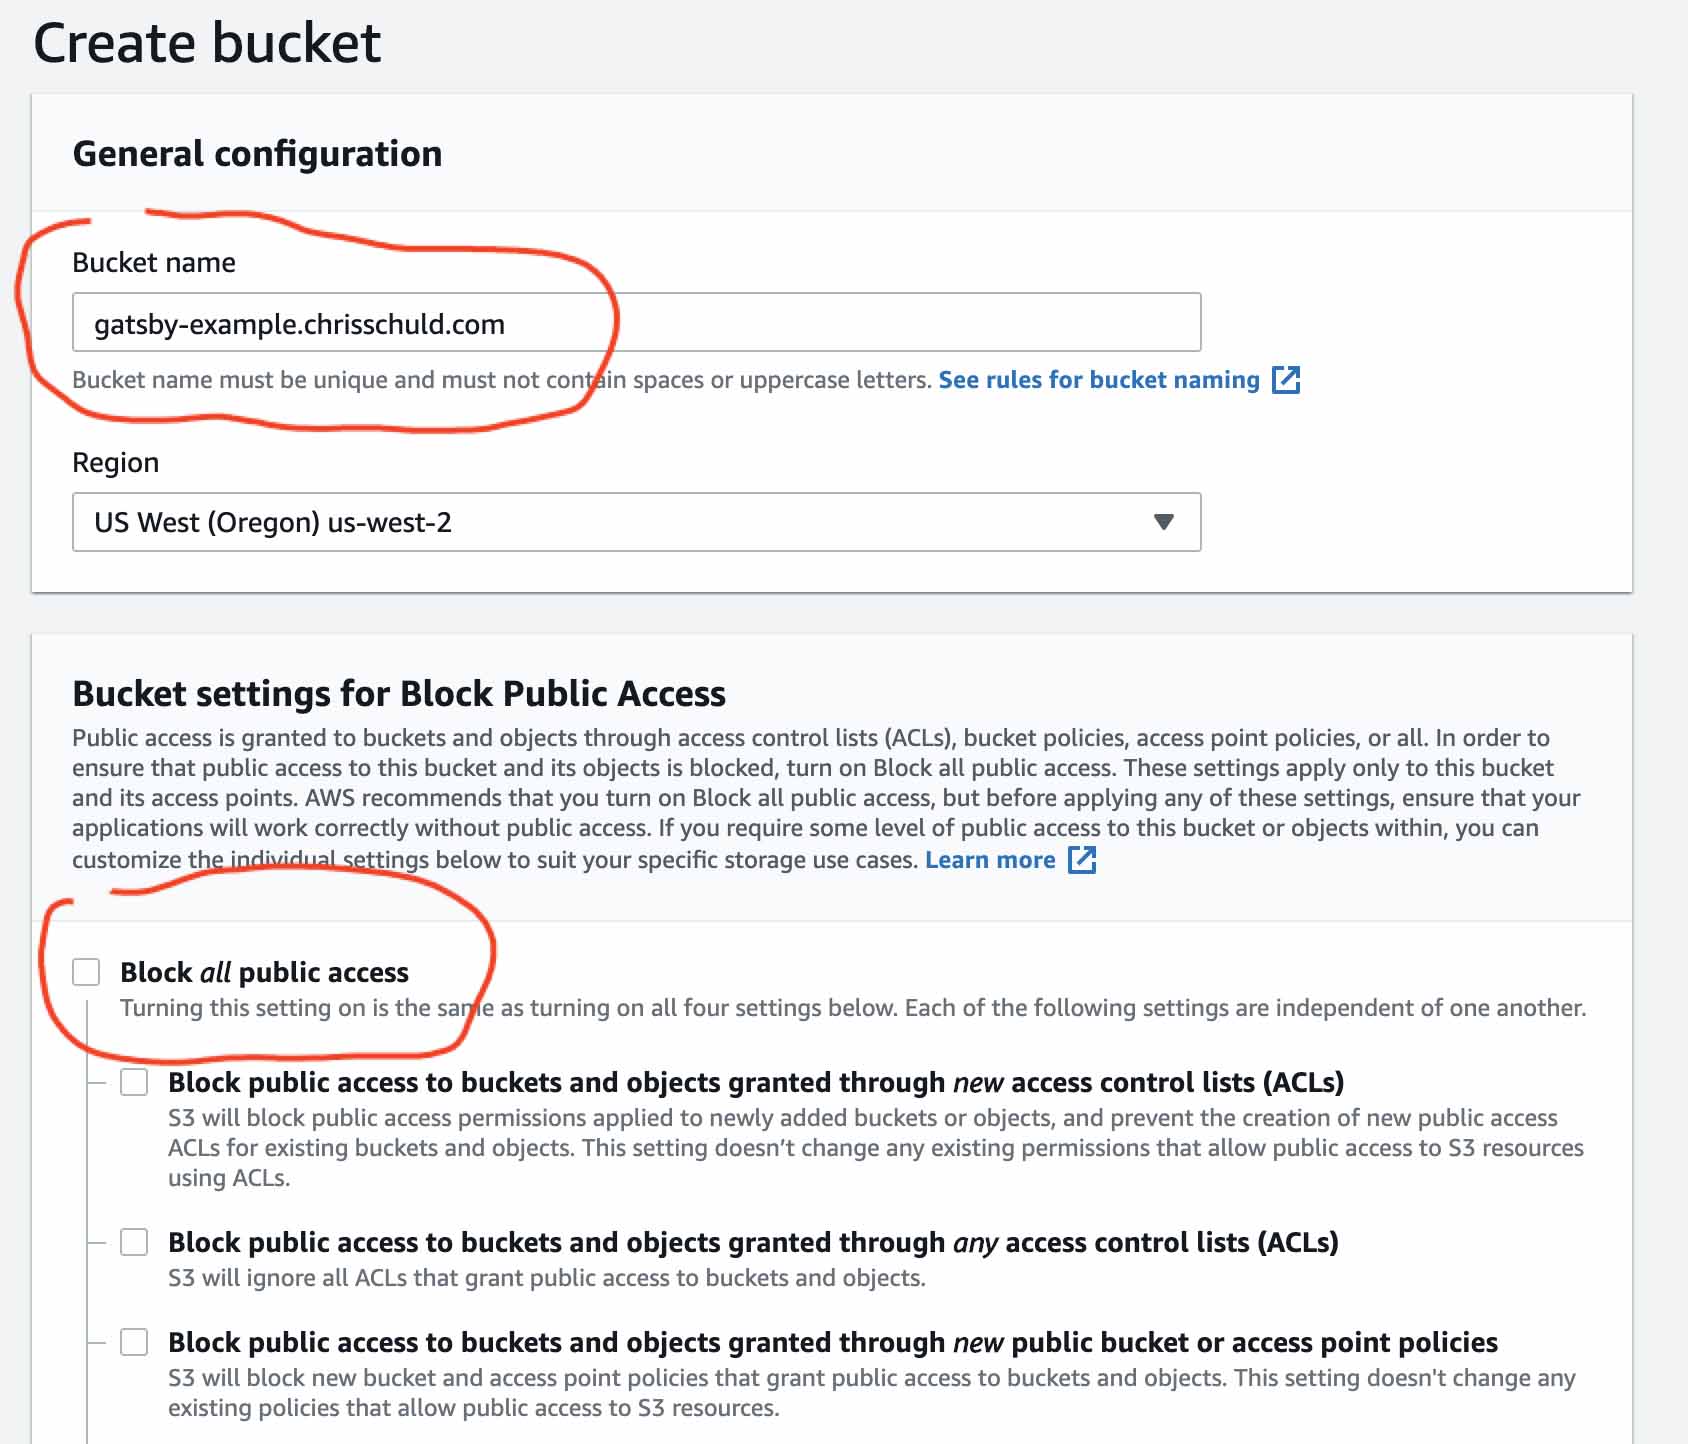 Create bucket
General configuration
Bucket name
gatsby-example.chrisschuld.com
Bucket name must be unique and must not contain spaces or uppercase letters. See rules for bucket naming
Region
US West (Oregon) us-west-2
Bucket settings for Block Public Access
Public access is granted to buckets and objects through access control lists (ACLs), bucket policies, access point policies, or all. In order to
ensure that public access to this bucket and its objects is blocked, turn on Block all public access. These settings apply only to this bucket
and its access points. AWS recommends that you turn on Block all public access, but before applying any of these settings, ensure that your
applications will work correctly without public access. If you require some level of public access to this bucket or objects within, you can
customize the individual settings below to suit your specific storage use cases. Learn more
Block all public access
Turning this setting on is the same as turning on all four settings below. Each of the following settings are independent of one another.
Block public access to buckets and objects granted through new access control lists (ACLs)
S3 will block public access permissions applied to newly added buckets or objects, and prevent the creation of new public access
ACLs for existing buckets and objects. This setting doesn’t change any existing permissions that allow public access to S3 resources
using ACLs.
Block public access to buckets and objects granted through any access control lists (ACLs)
S3 will ignore all ACLs that grant public access to buckets and objects.
Block public access to buckets and objects granted through new public bucket or access point policies
S3 will block new bucket and access point policies that grant public access to buckets and objects. This setting doesn't change any
existing policies that allow public access to S3 resources.